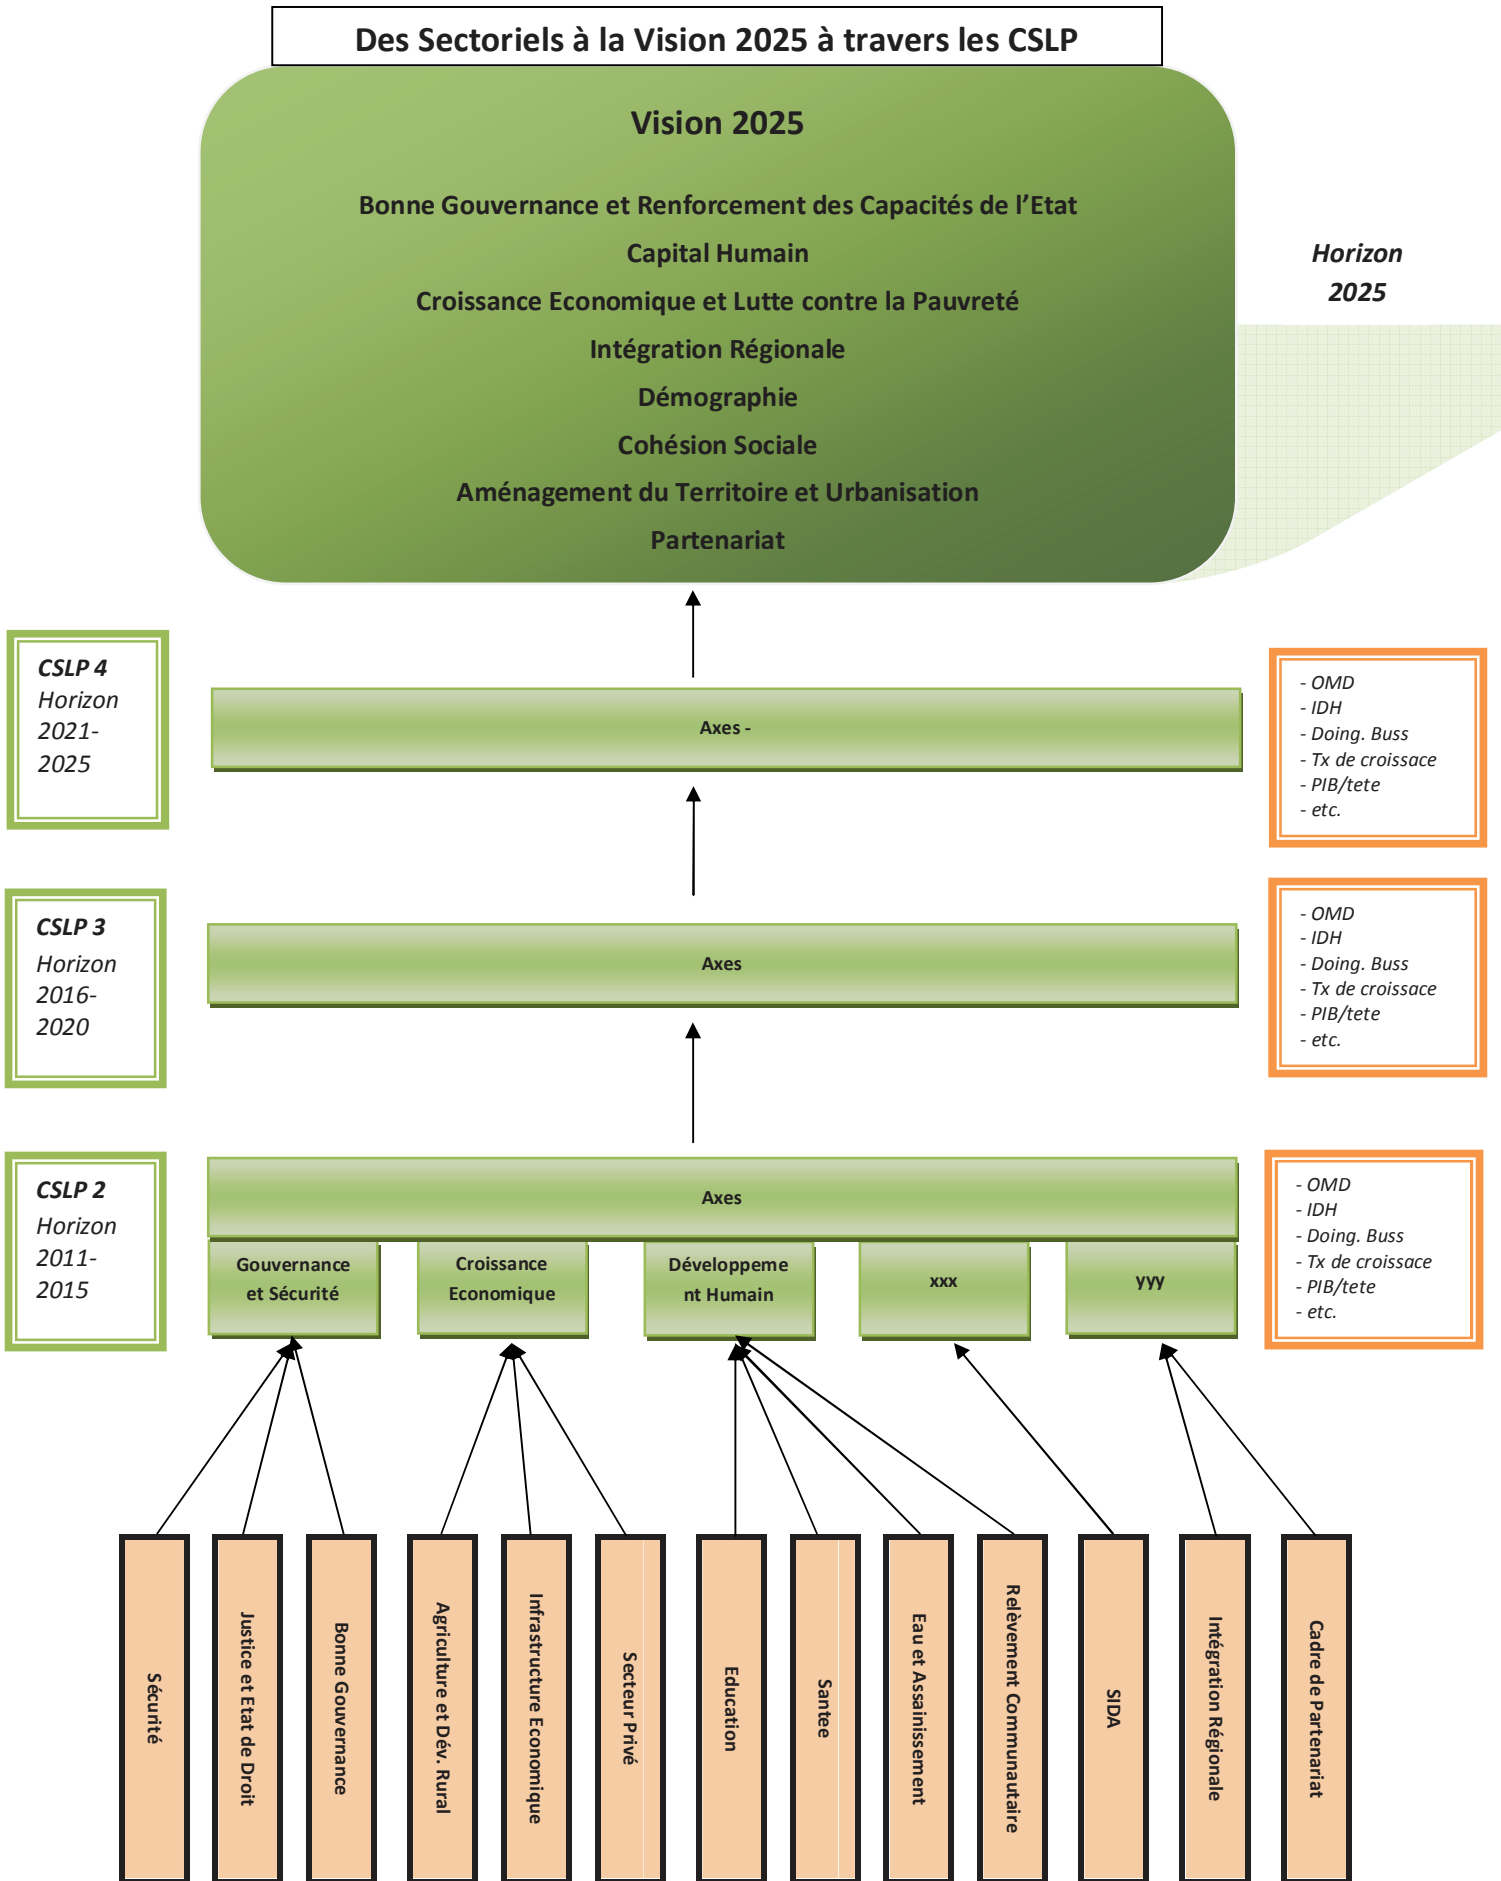 Des Sectoriels à la Vision 2025 à travers les CSLP
Vision 2025
Bonne Gouvernance et Renforcement des Capacités de l’Etat
Capital Humain
Croissance Economique et Lutte contre la Pauvreté
Intégration Régionale
Démographie
Cohésion Sociale
Aménagement du Territoire et Urbanisation
Partenariat
Horizon
2025
CSLP 4
Horizon
2021-
2025
Axes -
- OMD
- IDH
- Doing. Buss
- Tx de croissace
- PIB/tete
- etc.
CSLP 3
Horizon
2016-
2020
Axes
- OMD
- IDH
- Doing. Buss
- Tx de croissace
- PIB/tete
- etc.
CSLP 2
Horizon
2011-
2015
Axes
Gouvernance
et Sécurité
Croissance
Economique
Développeme
nt Humain
xxx
yyy
- OMD
- IDH
- Doing. Buss
- Tx de croissace
- PIB/tete
- etc.
Sécurité
Justice et Etat de Droit
Bonne Gouvernance
Agriculture et Dév. Rural
Infrastructure Economique
Secteur Privé
Education
Santee
Eau et Assainissement
Relèvement Communautaire
SIDA
Intégration Régionale
Cadre de Partenariat